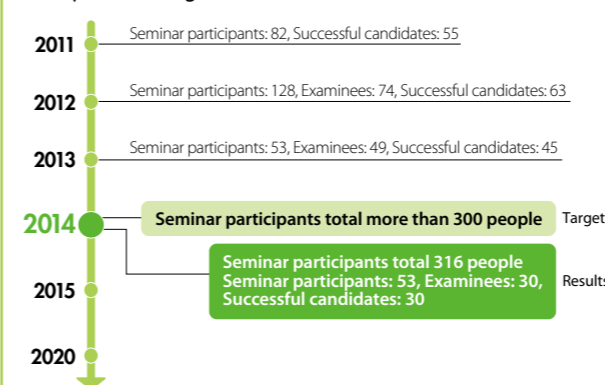 2011
Seminar participants: 82, Successful candidates: 55
2012
Seminar participants: 128, Examinees: 74, Successful candidates: 63
2013
Seminar participants: 53, Examinees: 49, Successful candidates: 45
2014
Seminar participants total more than 300 people
Target
Seminar participants total 316 people
Seminar participants: 53, Examinees: 30,
Successful candidates: 30
Results
2015
2020